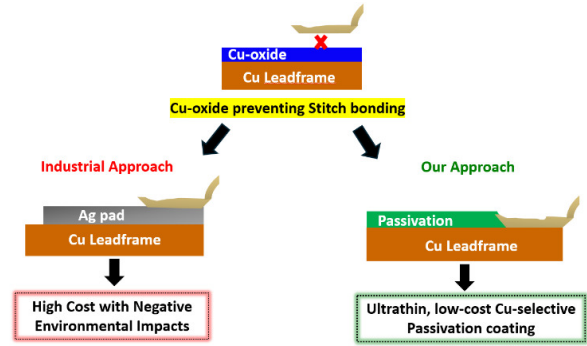 Cu-oxide
Cu Leadframe
Cu-oxide preventing Stitch bonding
Industrial Approach
Ag pad
Cu Leadframe
High Cost with Negative
Environmental Impacts
Our Approach
Passivation
Cu Leadframe
Ultrathin, low-cost Cu-selective
Passivation coating